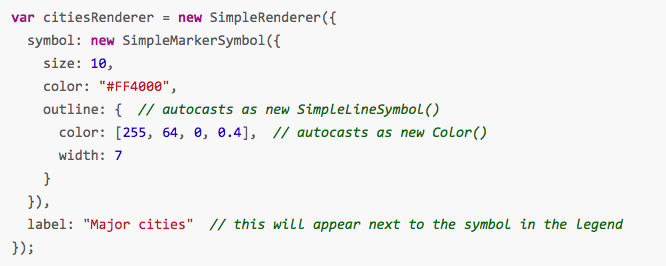 var citiesRenderer = new SimpleRenderer({
  symbol: new SimpleMarkerSymbol({
    size: 10,
    color: "#FF4000",
    outline: {  // autocasts as new SimpleLineSymbol()
      color: [255, 64, 0, 0.4],  // autocasts as new Color()
      width: 7
    }
  }),
  label: "Major cities"  // this will appear next to the symbol in the legend
});